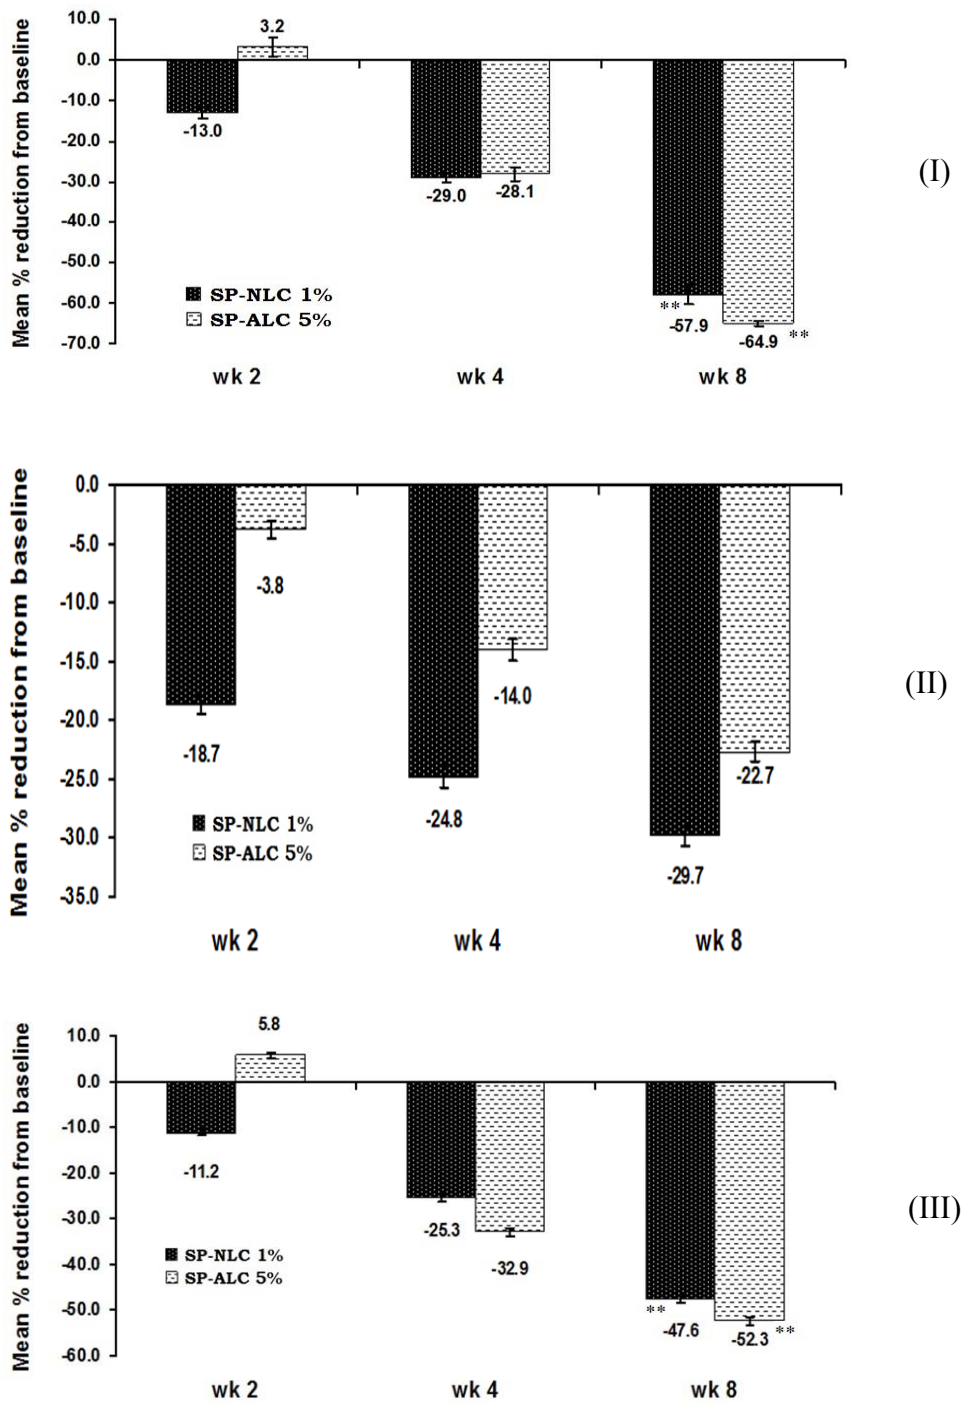 Mean % reduction from baseline
10.0
3.2
0.0
-10.0
-13.0
-20.0
-30.0
-29.0
-28.1
-40.0
-50.0
-60.0
-70.0
SP-NLC 1%
SP-ALC 5%
**
-57.9
-64.9
**
wk 2
wk 4
wk 8
(I)
Mean % reduction from baseline
0.0
-5.0
-10.0
-15.0
-20.0
-25.0
-30.0
-35.0
-3.8
-14.0
-18.7
-22.7
-24.8
-29.7
SP-NLC 1%
SP-ALC 5%
wk 2
wk 4
wk 8
(II)
Mean % reduction from baseline
10.0
0.0
-10.0
-20.0
-30.0
-40.0
-50.0
-60.0
5.8
-11.2
-25.3
-32.9
SP-NLC 1%
SP-ALC 5%
**
-47.6
-52.3
**
wk 2
wk 4
wk 8
(III)